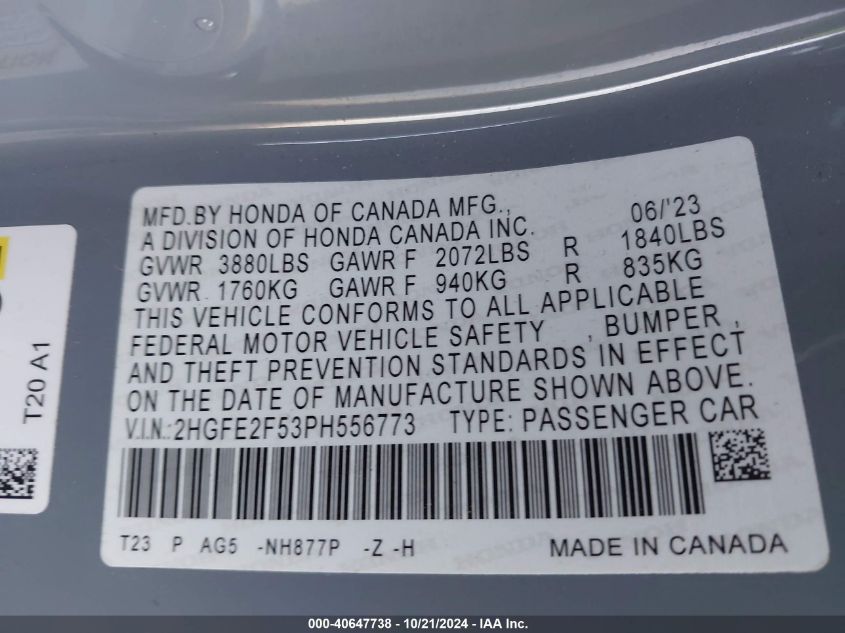 MFD.BY HONDA OF CANADA MFG., 06/'23
A DIVISION OF HONDA CANADA INC.
GVWR 3880LBS GAWR F 2072LBS R 1840LBS
GVWR 1760KG GAWR F 940KG R 835KG
THIS VEHICLE CONFORMS TO ALL APPLICABLE
FEDERAL MOTOR VEHICLE SAFETY , BUMPER ,
AND THEFT PREVENTION STANDARDS IN EFFECT
ON THE DATE OF MANUFACTURE SHOWN ABOVE.
V.I.N.:2HGFE2F53PH556773 TYPE: PASSENGER CAR
T23 P AG5 -NH877P -Z -H MADE IN CANADA
T20 A1
000-40647738 - 10/21/2024 - IAA Inc.